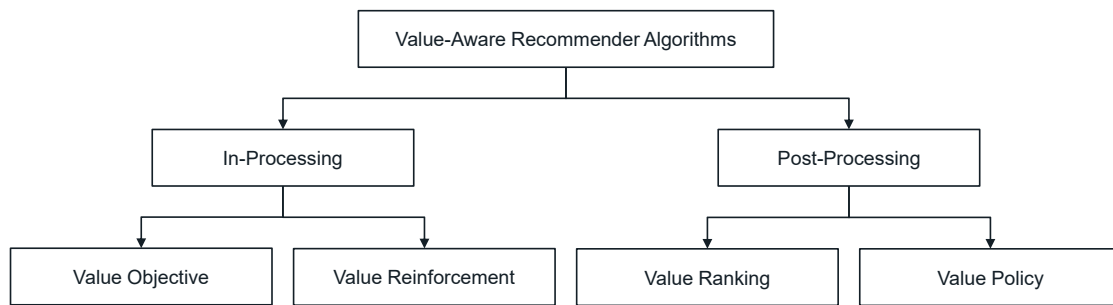 Value-Aware Recommender Algorithms
In-Processing
Post-Processing
Value Objective
Value Reinforcement
Value Ranking
Value Policy